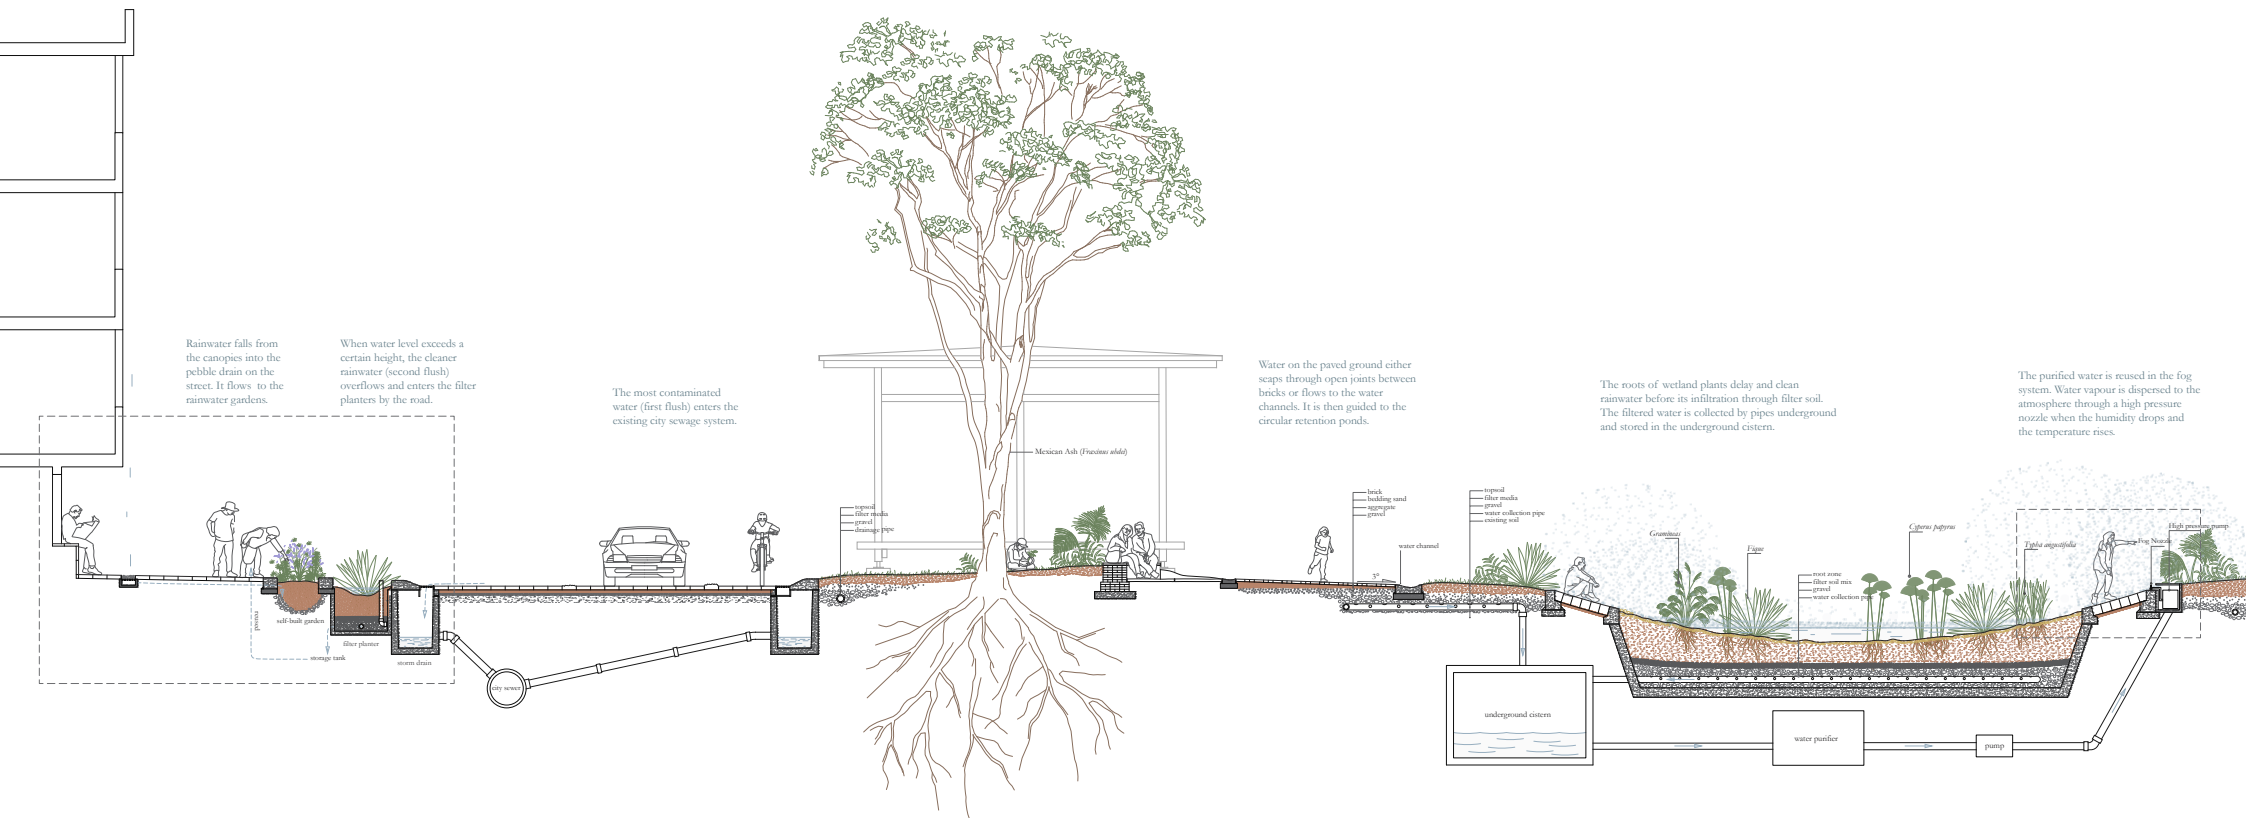 Rainwater falls from
the canopies into the
pebble drain on the
street. It flows to the
rainwater gardens.
When water level exceeds a
certain height, the cleaner
rainwater (second flush)
overflows and enters the filter
planters by the road.
The most contaminated
water (first flush) enters the
existing city sewage system.
Water on the paved ground either
seaps through open joints between
bricks or flows to the water
channels. It is then guided to the
circular retention ponds.
The roots of wetland plants delay and clean
rainwater before its infiltration through filter soil.
The filtered water is collected by pipes underground
and stored in the underground cistern.
The purified water is reused in the fog
system. Water vapour is dispersed to the
atmosphere through a high pressure
nozzle when the humidity drops and
the temperature rises.
Mexican Ash (Fraxinus uhdei)
topsoil
filter media
gravel
drainage pipe
brick
bedding sand
aggregate
gravel
topsoil
filter media
gravel
water collection pipe
existing soil
water channel
3°
Gramineas
Fique
Cyperus papyrus
Typha angustifolia
High pressure pump
Fog Nozzle
root zone
filter soil mix
gravel
water collection pipe
self-built garden
filter planter
storage tank
storm drain
city sewer
underground cistern
water purifier
pump